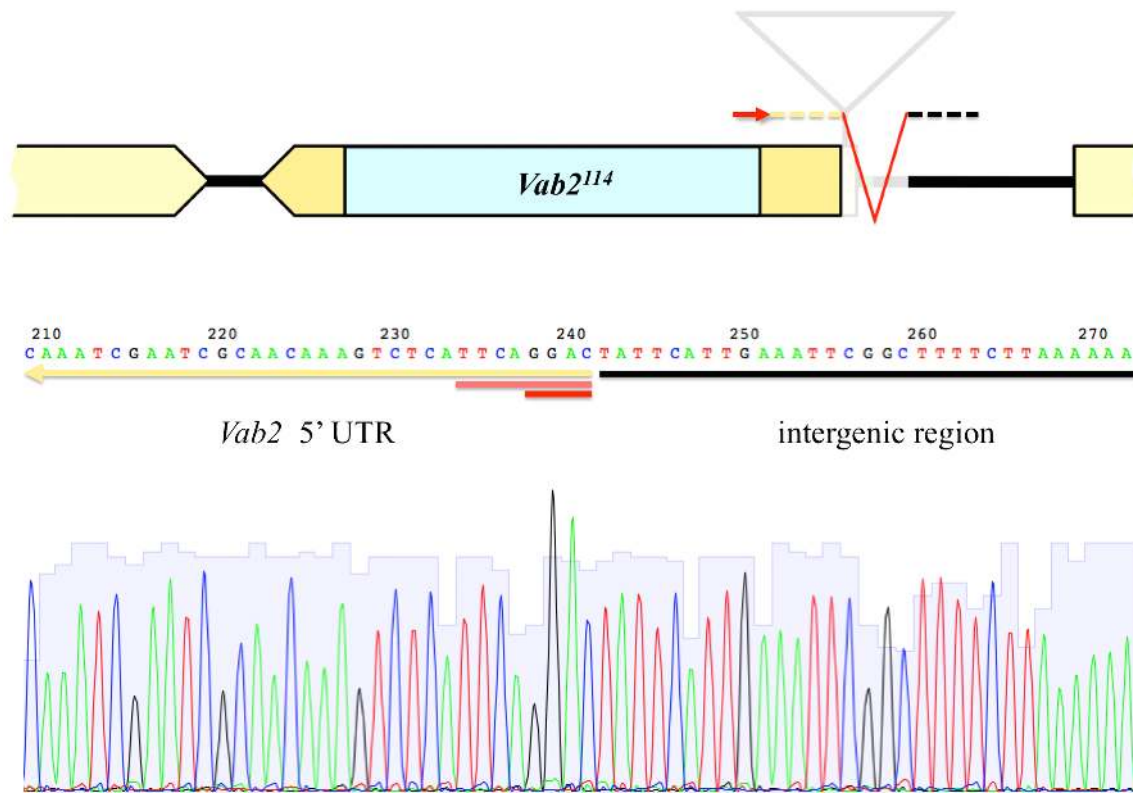 Vab2114
210 220 230 240 250 260 270
CAAATCGAATCGCAACAAAGTCTCATTCAGGACTATTCATTGAAATTCGGCTTTTCTTAAAAAA
Vab2 5' UTR intergenic region